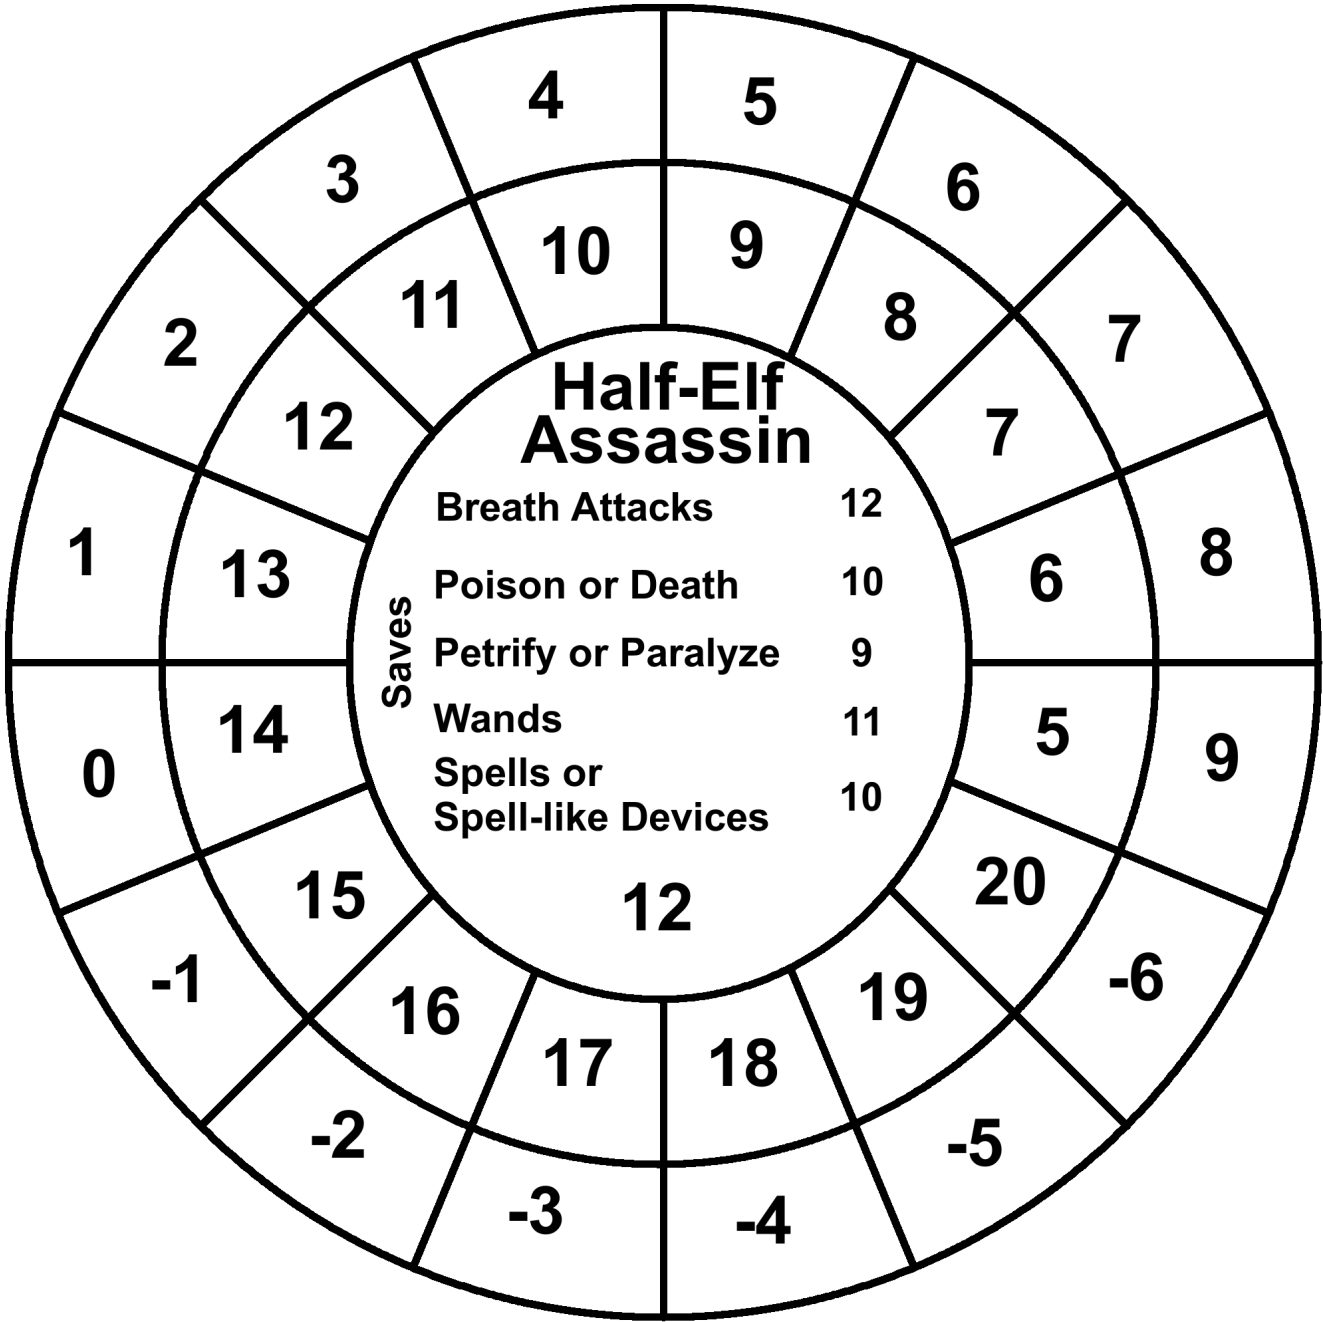 4 5
3 6
10 9
11 8
2 7
12 7
Half-Elf
Assassin
Breath Attacks 12
1 8
13 6
Poison or Death 10
Saves
Petrify or Paralyze 9
Wands 11
14 5
0 9
Spells or
Spell-like Devices 10
15 20
12
-1 -6
16 19
17 18
-2 -5
-3 -4